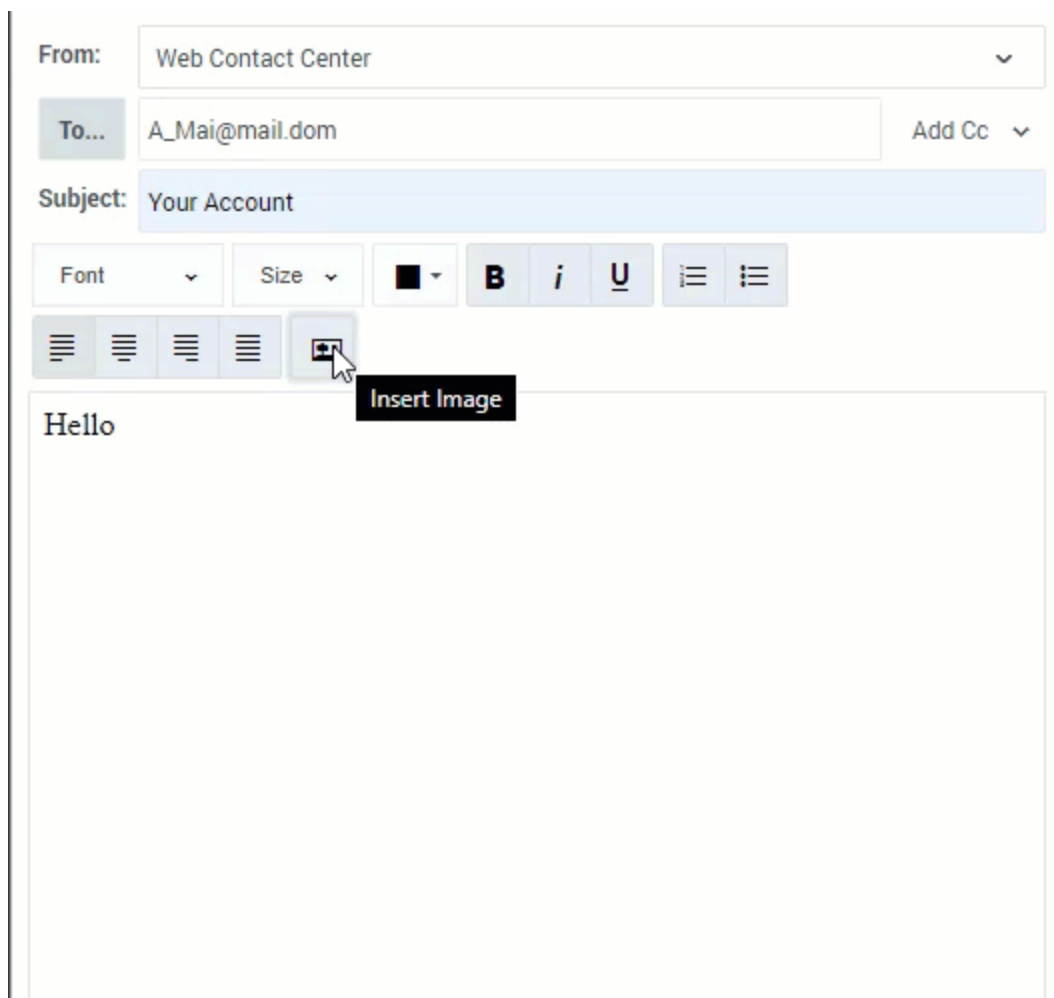 From: Web Contact Center
To... A_Mai@mail.dom Add Cc
Subject: Your Account
Font Size B i U
Insert Image
Hello